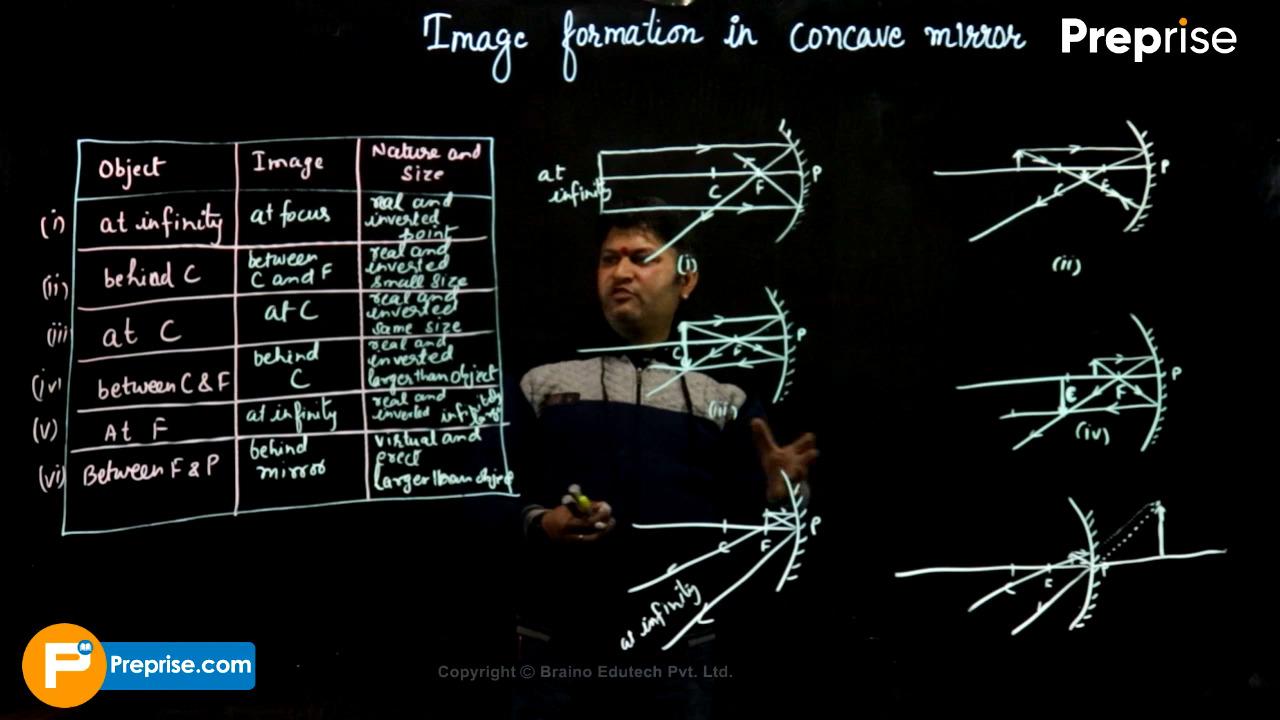 Image formation in concave mirror
Preprise
Object
Image
Nature and
Size
(i)
at infinity
at focus
real and
inverted
point
(ii)
behind C
between
C and F
real and
inverted
small size
(iii)
at C
at C
real and
inverted
same size
(iv)
between C & F
behind
C
real and
inverted
larger than object
(v)
At F
at infinity
real and
inverted
(vi)
Between F & P
behind
mirror
virtual and
erect
Larger than object
at
infinity
C
F
P
(i)
C
F
P
(ii)
C
F
P
(iii)
C
F
P
(iv)
C
F
P
at infinity
C
F
P
P
Preprise.com
Copyright © Braino Edutech Pvt. Ltd.